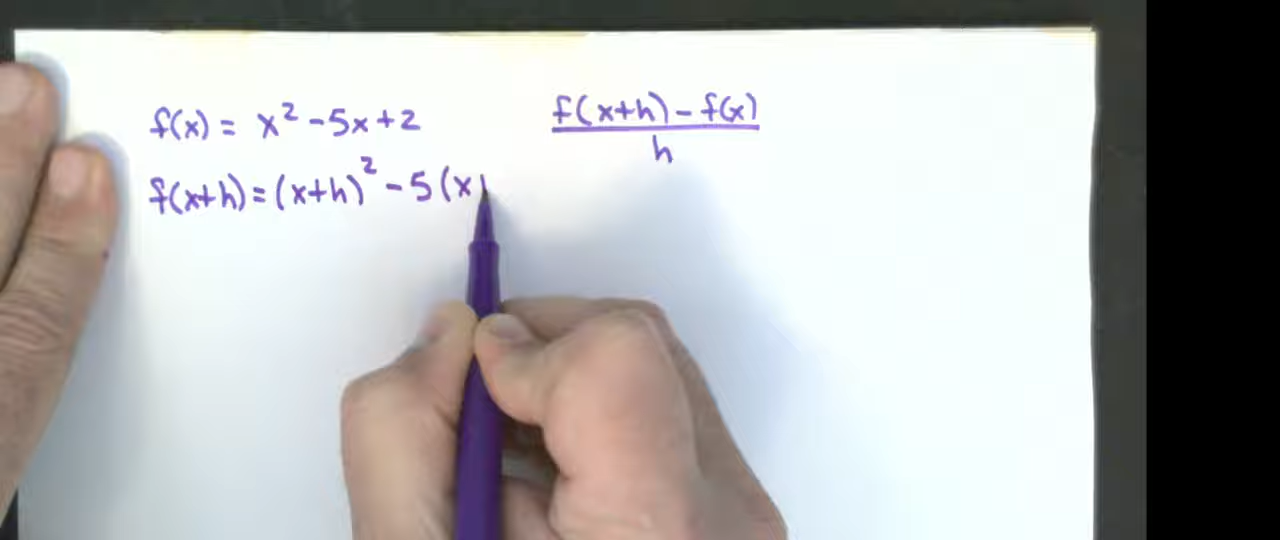 f(x) = x² - 5x + 2
f(x+h) - f(x)
h
f(x+h) = (x+h)² - 5(x